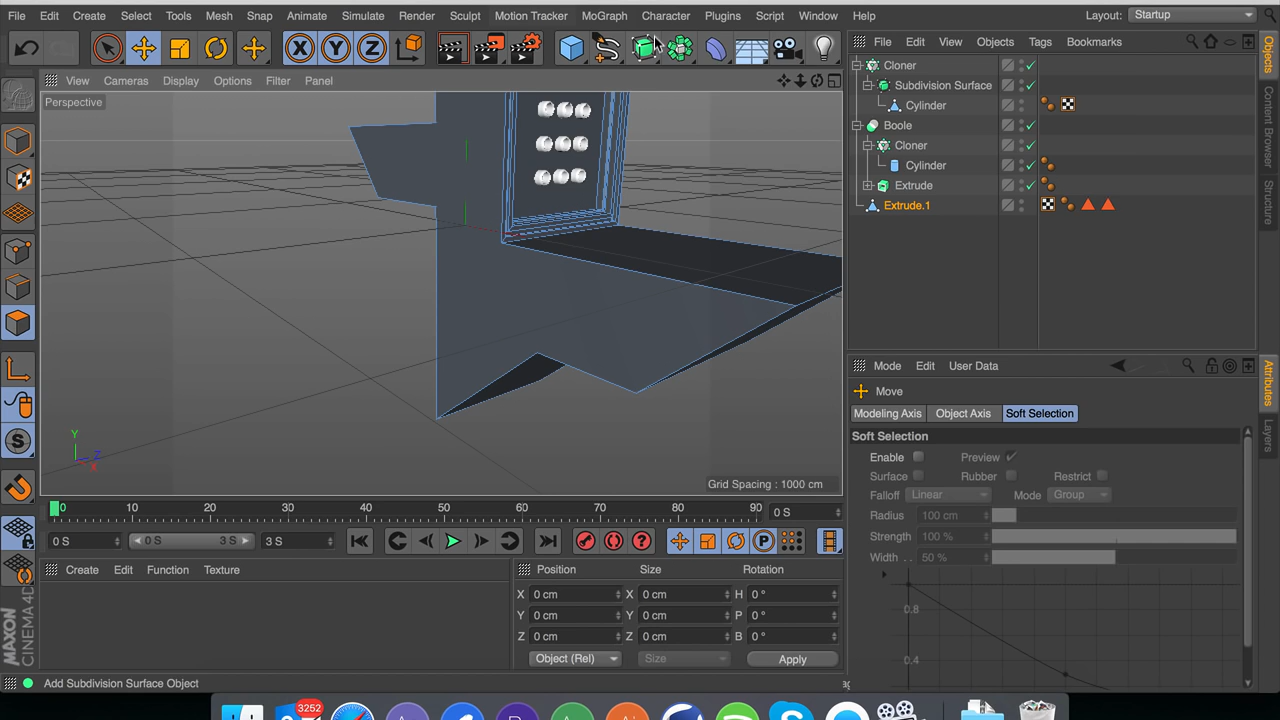 File Edit Create Select Tools Mesh Snap Animate Simulate Render Sculpt Motion Tracker MoGraph Character Plugins Script Window Help Layout: Startup
X Y Z
File Edit View Objects Tags Bookmarks
View Cameras Display Options Filter Panel
Perspective
Cloner
Subdivision Surface
Cylinder
Boole
Cloner
Cylinder
Extrude
Extrude.1
Objects
Content Browser
Structure
Mode Edit User Data
Move
Modeling Axis Object Axis Soft Selection
Soft Selection
Enable Preview
Surface Rubber Restrict
Falloff Linear Mode Group
Radius 100 cm
Strength 100 %
Width . . 50 %
0.8
0.4
Attributes
Layers
Y
Z
X
Grid Spacing : 1000 cm
0 10 20 30 40 50 60 70 80 90 0 S
0 S 0 S 3 S 3 S
Create Edit Function Texture
Position Size Rotation
X 0 cm X 0 cm H 0 °
Y 0 cm Y 0 cm P 0 °
Z 0 cm Z 0 cm B 0 °
Object (Rel) Size Apply
MAXON
CINEMA 4D
Add Subdivision Surface Object
3252